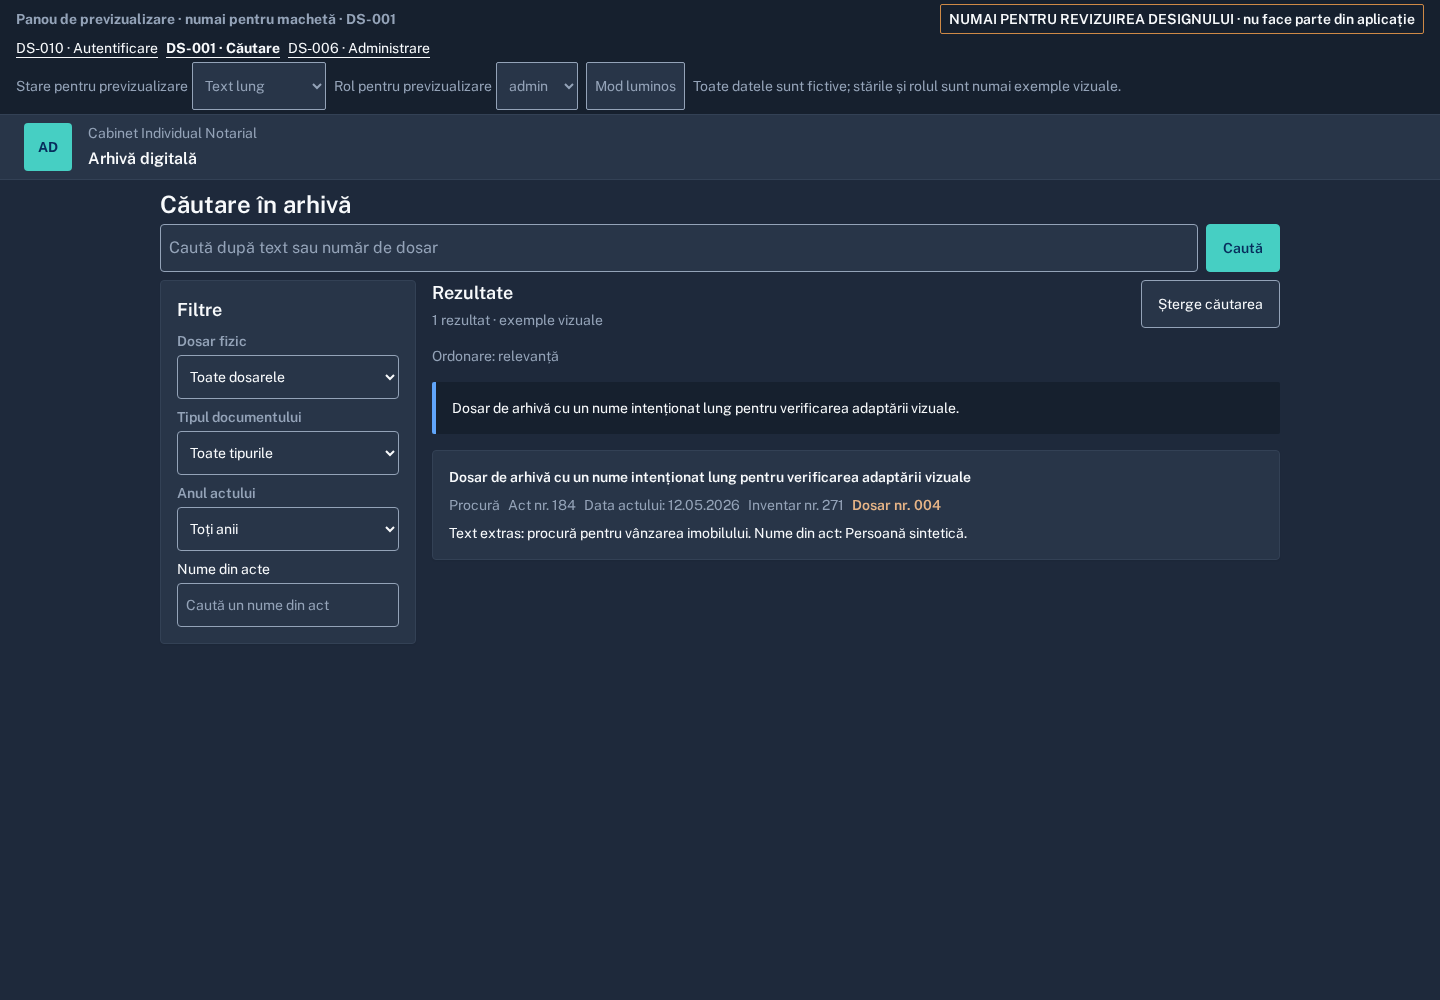 Panou de previzualizare · numai pentru machetă · DS-001
NUMAI PENTRU REVIZUIREA DESIGNULUI · nu face parte din aplicație
DS-010 · Autentificare DS-001 · Căutare DS-006 · Administrare
Stare pentru previzualizare Text lung Rol pentru previzualizare admin Mod luminos Toate datele sunt fictive; stările și rolul sunt numai exemple vizuale.
AD
Cabinet Individual Notarial
Arhivă digitală
Căutare în arhivă
Caută după text sau număr de dosar
Caută
Filtre
Dosar fizic
Toate dosarele
Tipul documentului
Toate tipurile
Anul actului
Toți anii
Nume din acte
Caută un nume din act
Rezultate
1 rezultat · exemple vizuale
Șterge căutarea
Ordonare: relevanță
Dosar de arhivă cu un nume intenționat lung pentru verificarea adaptării vizuale.
Dosar de arhivă cu un nume intenționat lung pentru verificarea adaptării vizuale
Procură Act nr. 184 Data actului: 12.05.2026 Inventar nr. 271 Dosar nr. 004
Text extras: procură pentru vânzarea imobilului. Nume din act: Persoană sintetică.